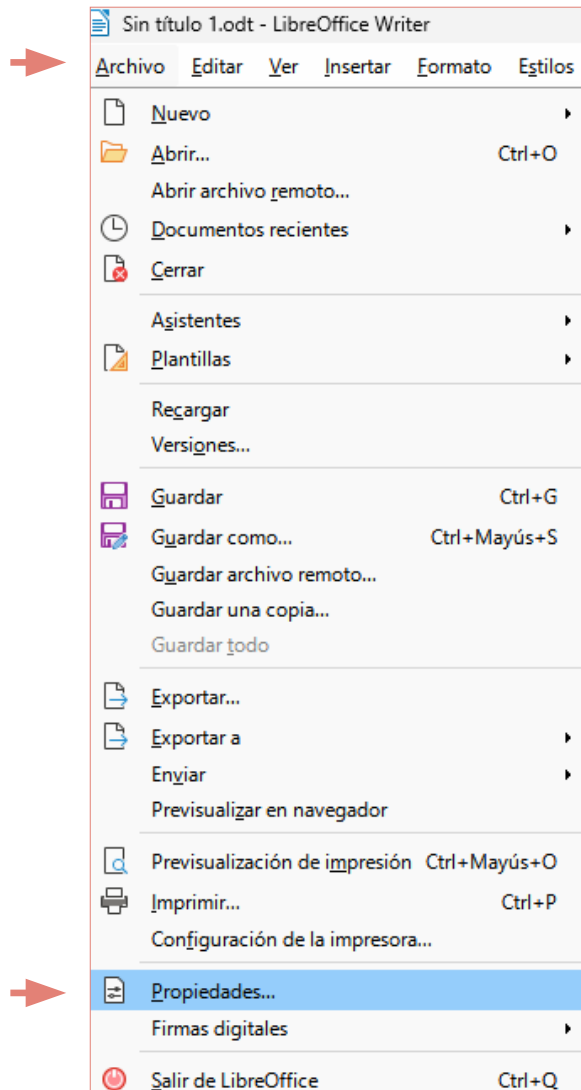 Sin título 1.odt - LibreOffice Writer
Archivo Editar Ver Insertar Formato Estilos
Nuevo
Abrir... Ctrl+O
Abrir archivo remoto...
Documentos recientes
Cerrar
Asistentes
Plantillas
Recargar
Versiones...
Guardar Ctrl+G
Guardar como... Ctrl+Mayús+S
Guardar archivo remoto...
Guardar una copia...
Guardar todo
Exportar...
Exportar a
Enviar
Previsualizar en navegador
Previsualización de impresión Ctrl+Mayús+O
Imprimir... Ctrl+P
Configuración de la impresora...
Propiedades...
Firmas digitales
Salir de LibreOffice Ctrl+Q